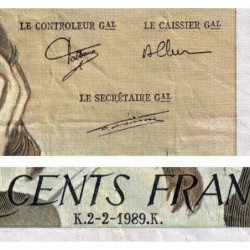 LE CONTROLEUR GAL LE CAISSIER GAL
LE SECRÉTAIRE GAL
CENTS FRAN
K.2-2-1989.K.